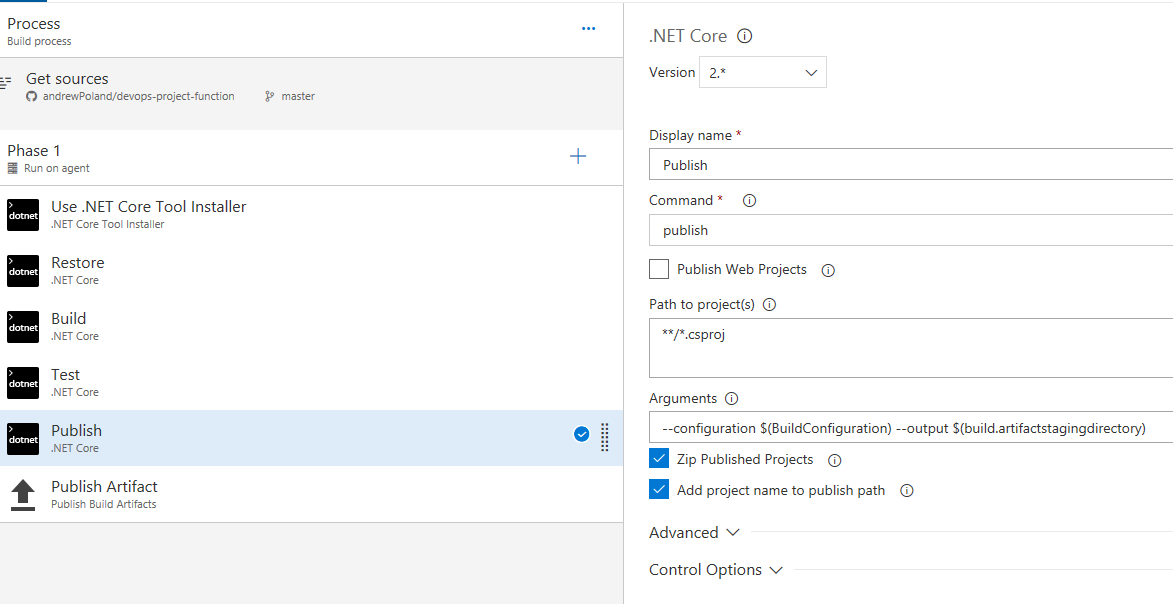 Process
Build process
Get sources
andrewPoland/devops-project-function master
Phase 1
Run on agent
dotnet
Use .NET Core Tool Installer
.NET Core Tool Installer
dotnet
Restore
.NET Core
dotnet
Build
.NET Core
dotnet
Test
.NET Core
dotnet
Publish
.NET Core
Publish Artifact
Publish Build Artifacts
.NET Core
Version 2.*
Display name *
Publish
Command *
publish
Publish Web Projects
Path to project(s)
**/*.csproj
Arguments
--configuration $(BuildConfiguration) --output $(build.artifactstagingdirectory)
Zip Published Projects
Add project name to publish path
Advanced
Control Options